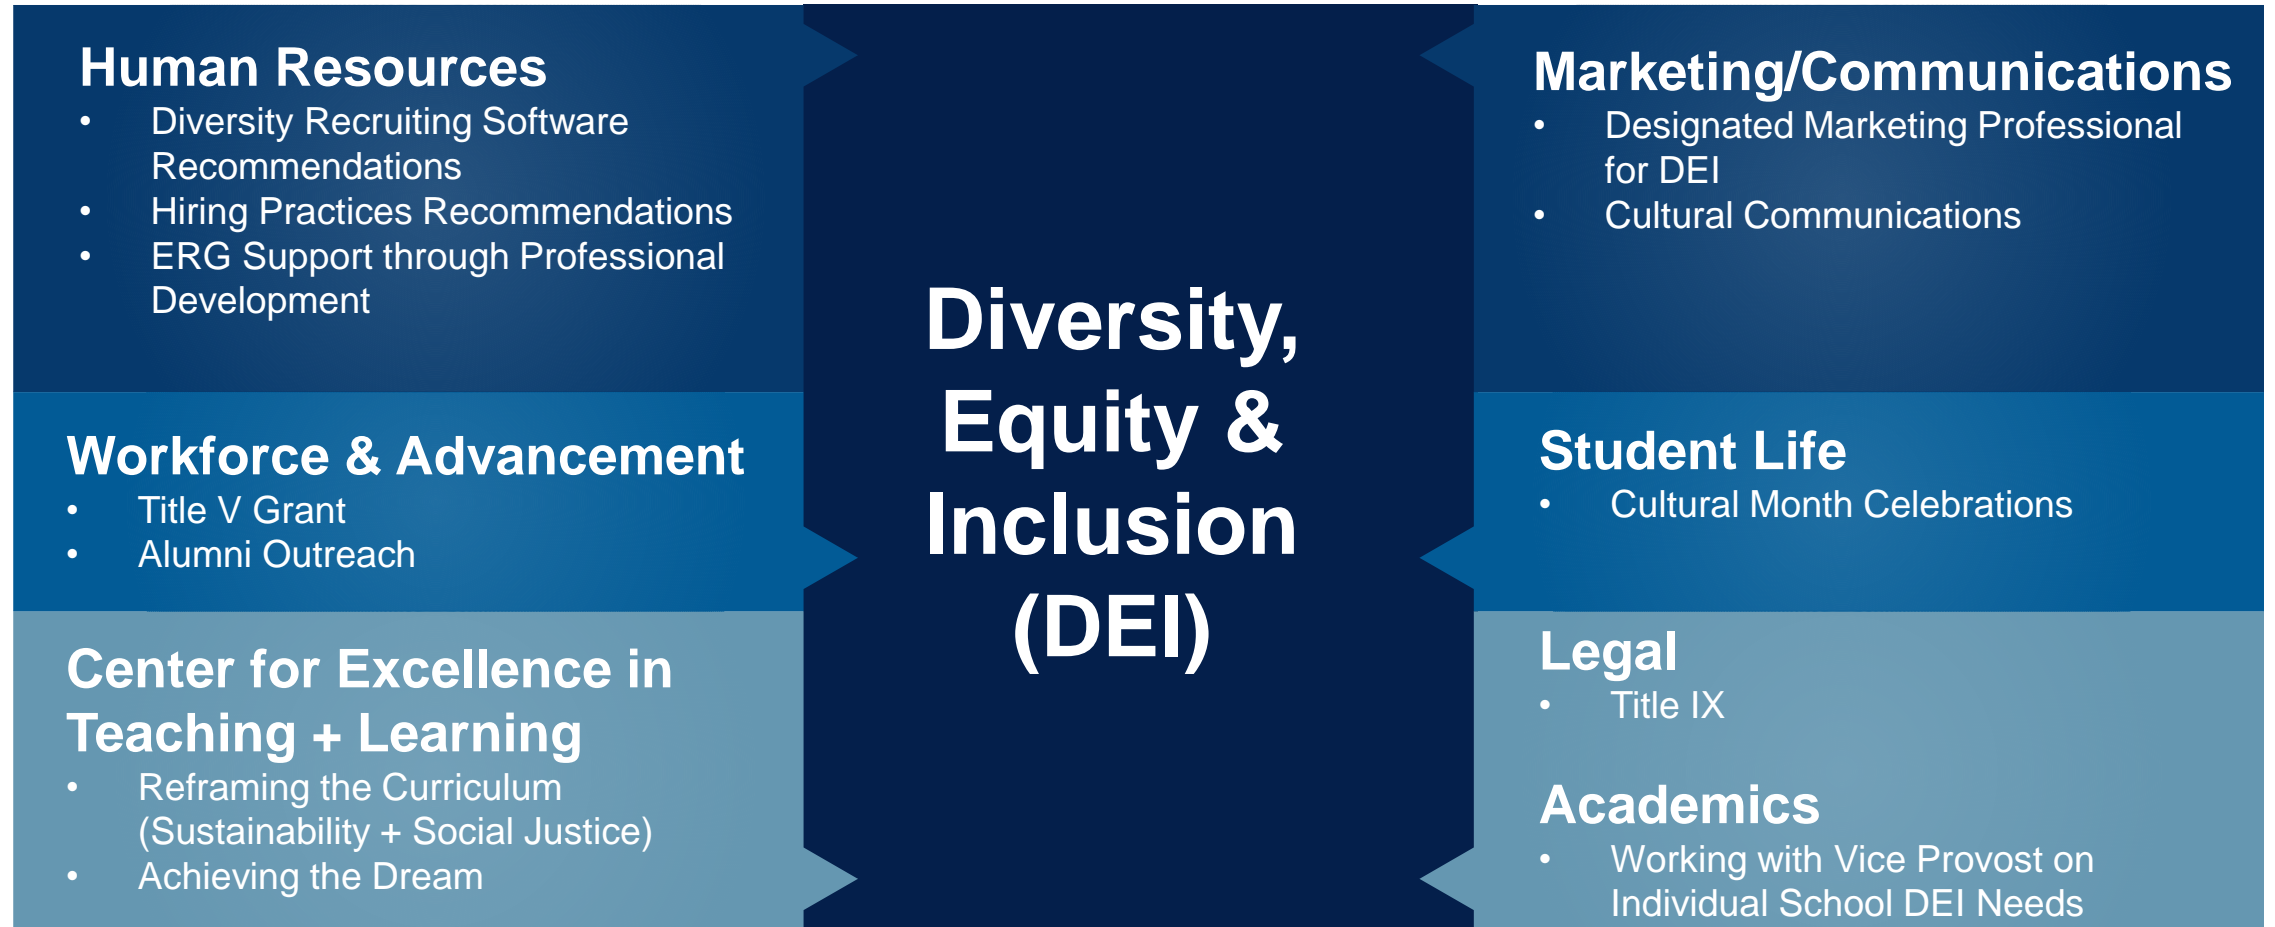 Human Resources
• Diversity Recruiting Software
Recommendations
• Hiring Practices Recommendations
• ERG Support through Professional
Development
Workforce & Advancement
• Title V Grant
• Alumni Outreach
Center for Excellence in
Teaching + Learning
• Reframing the Curriculum
(Sustainability + Social Justice)
• Achieving the Dream
Diversity,
Equity &
Inclusion
(DEI)
Marketing/Communications
• Designated Marketing Professional
for DEI
• Cultural Communications
Student Life
• Cultural Month Celebrations
Legal
• Title IX
Academics
• Working with Vice Provost on
Individual School DEI Needs